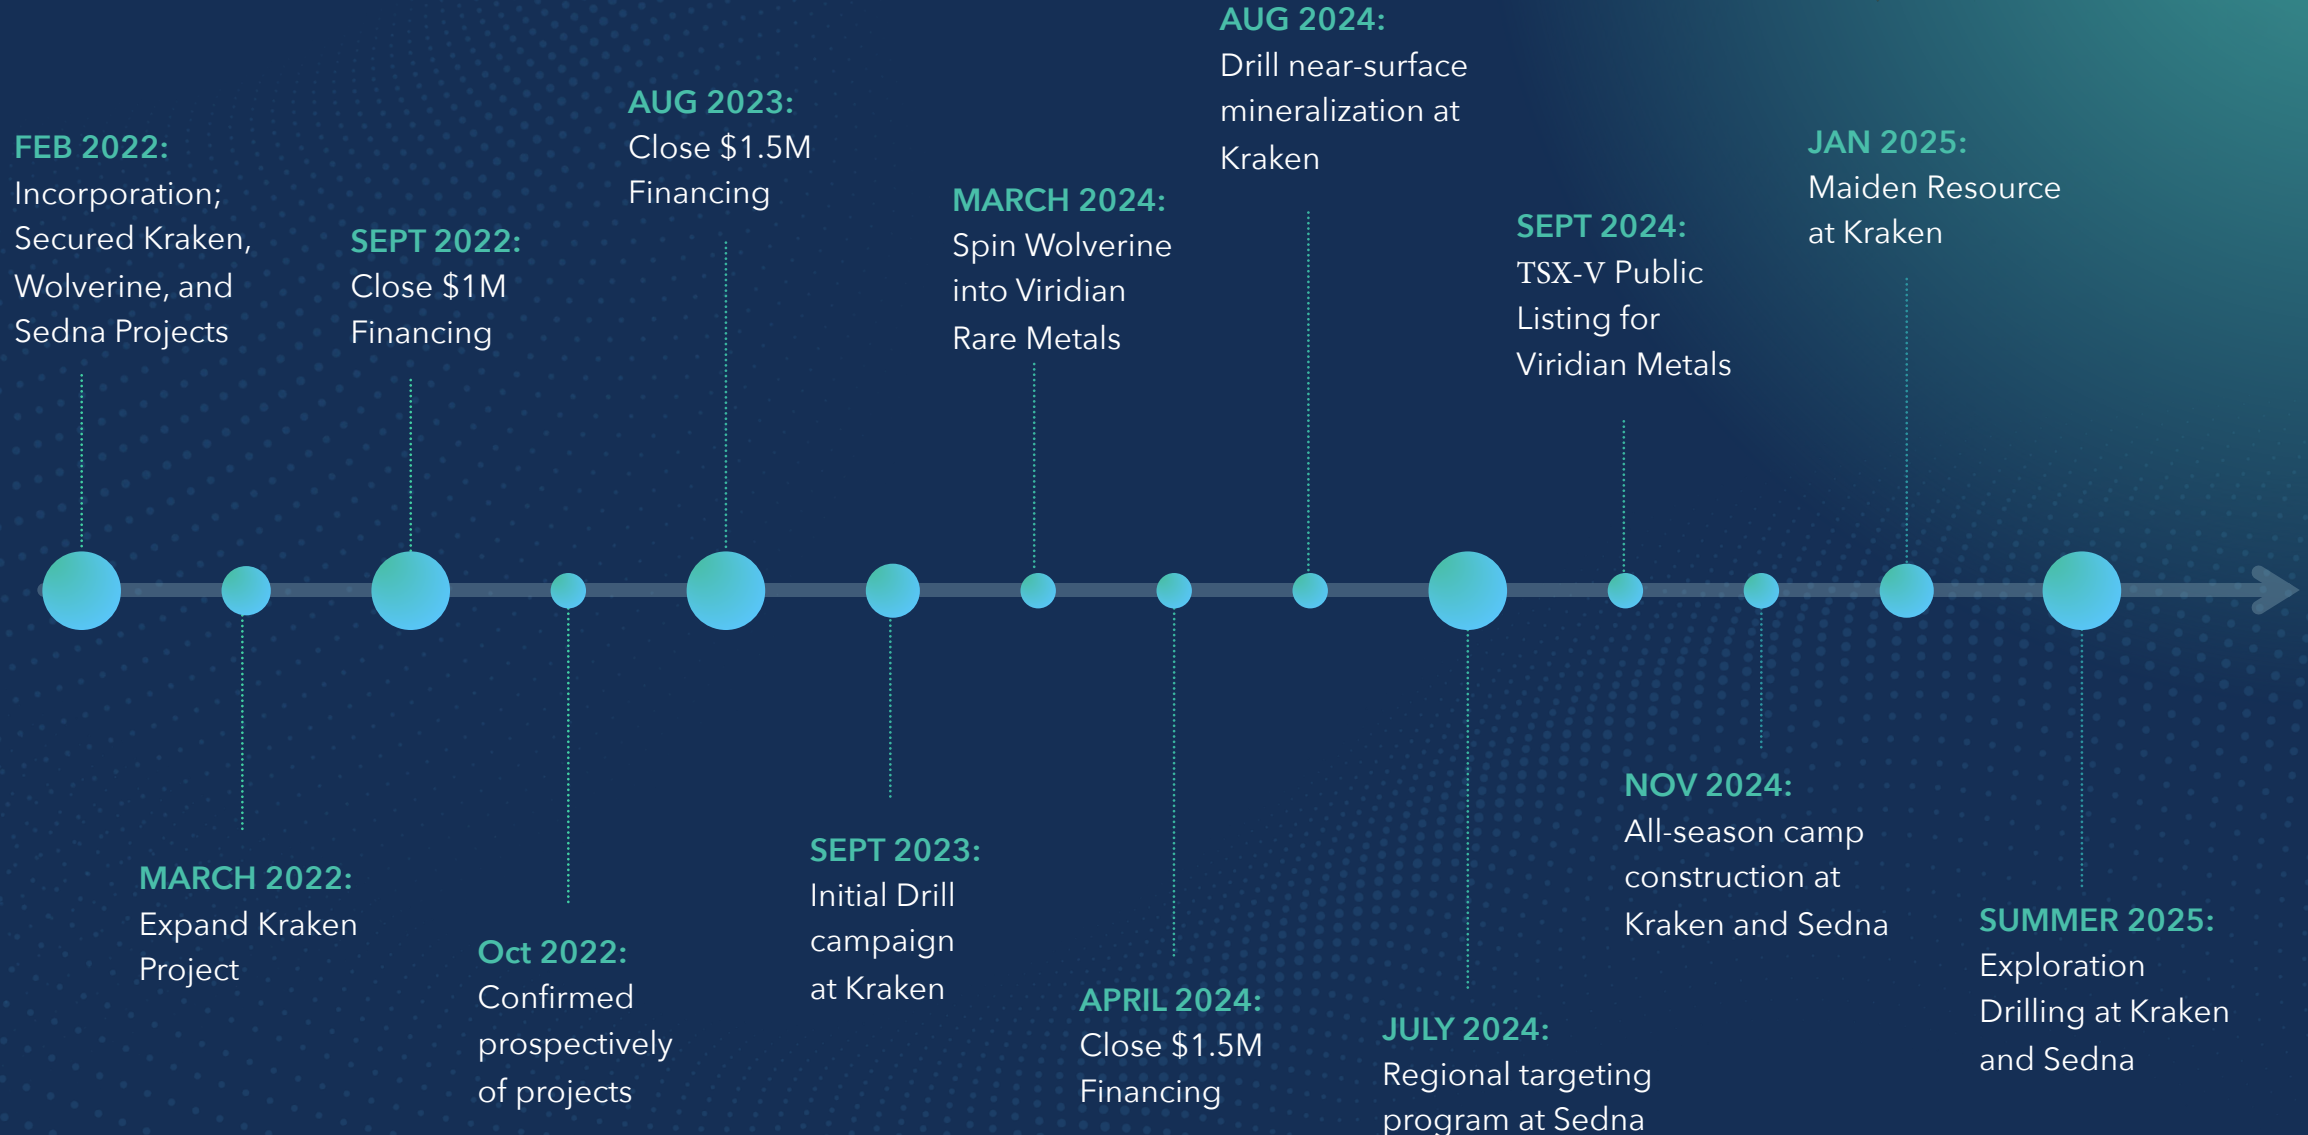 FEB 2022:
Incorporation;
Secured Kraken,
Wolverine, and
Sedna Projects
MARCH 2022:
Expand Kraken
Project
SEPT 2022:
Close $1M
Financing
Oct 2022:
Confirmed
prospectively
of projects
AUG 2023:
Close $1.5M
Financing
SEPT 2023:
Initial Drill
campaign
at Kraken
MARCH 2024:
Spin Wolverine
into Viridian
Rare Metals
APRIL 2024:
Close $1.5M
Financing
AUG 2024:
Drill near-surface
mineralization at
Kraken
JULY 2024:
Regional targeting
program at Sedna
SEPT 2024:
TSX-V Public
Listing for
Viridian Metals
NOV 2024:
All-season camp
construction at
Kraken and Sedna
JAN 2025:
Maiden Resource
at Kraken
SUMMER 2025:
Exploration
Drilling at Kraken
and Sedna